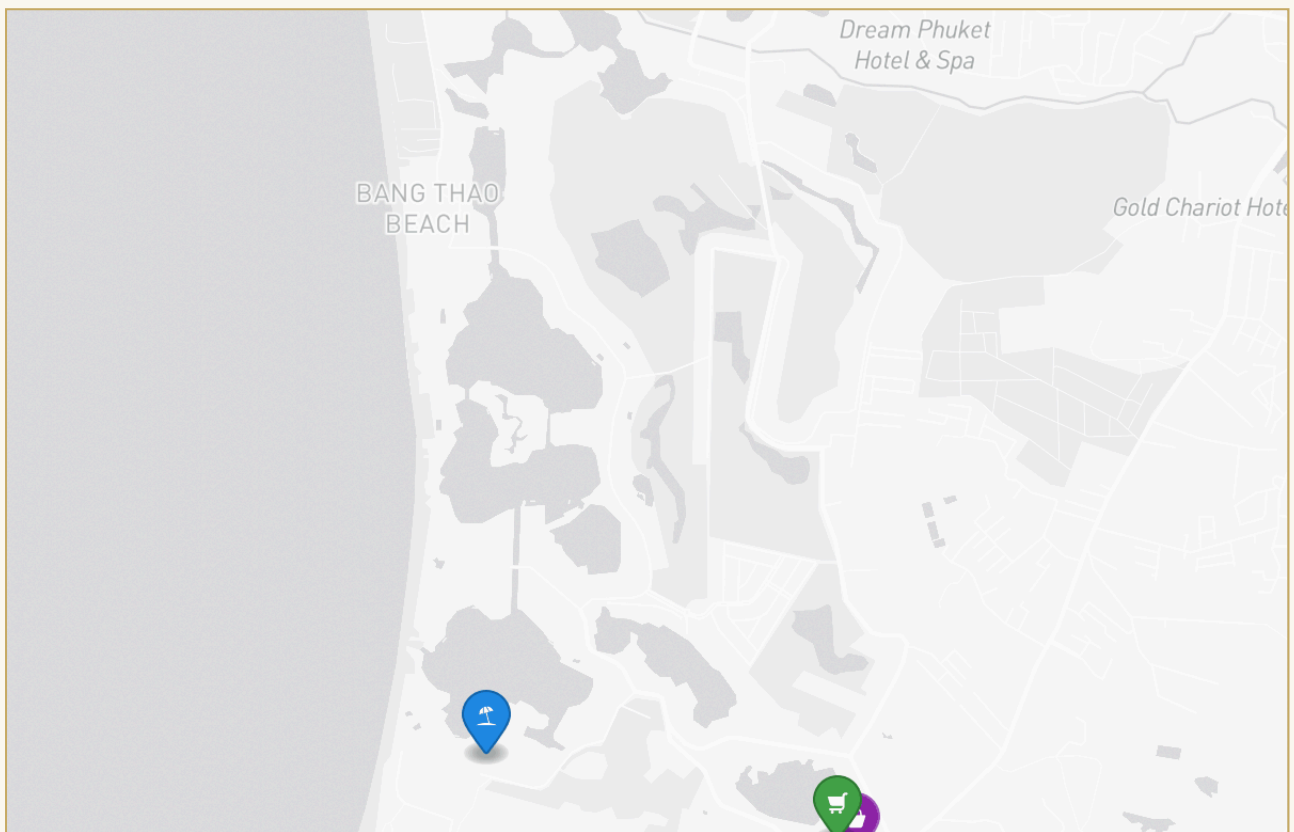 Dream Phuket
Hotel & Spa
BANG THAO
BEACH
Gold Chariot Hote